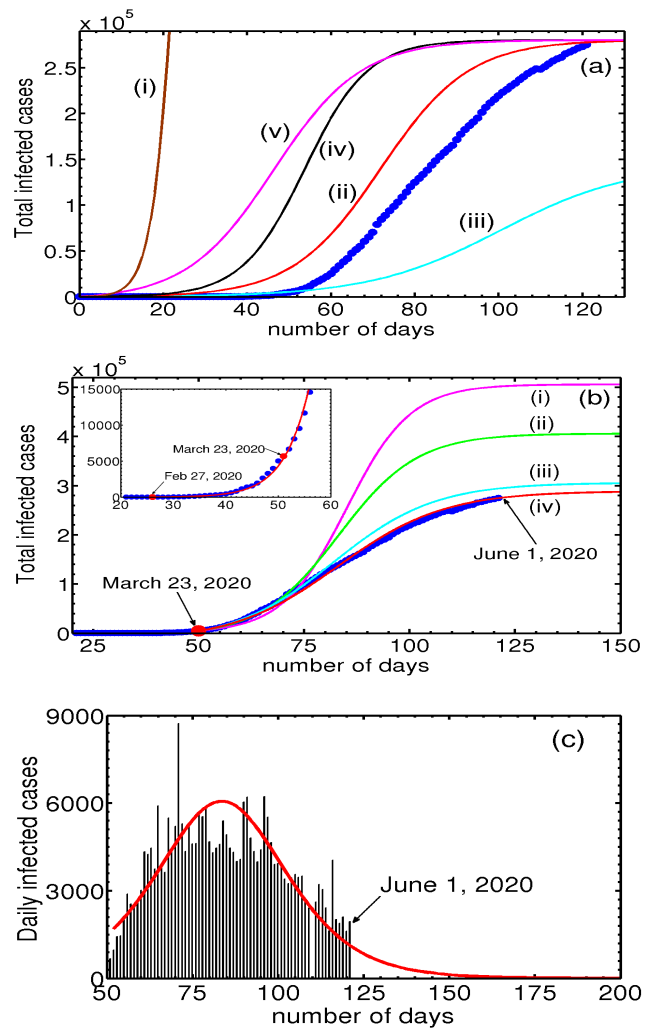 x 10^5
2.5
2
1.5
1
0.5
0
Total infected cases
(i)
(v)
(iv)
(ii)
(iii)
(a)
0 20 40 60 80 100 120
number of days
x 10^5
5
4
3
2
1
0
Total infected cases
15000
10000
5000
0
20 30 40 50 60
March 23, 2020
Feb 27, 2020
(b)
(i)
(ii)
(iii)
(iv)
June 1, 2020
March 23, 2020
25 50 75 100 125 150
number of days
9000
6000
3000
0
Daily infected cases
(c)
June 1, 2020
50 75 100 125 150 175 200
number of days